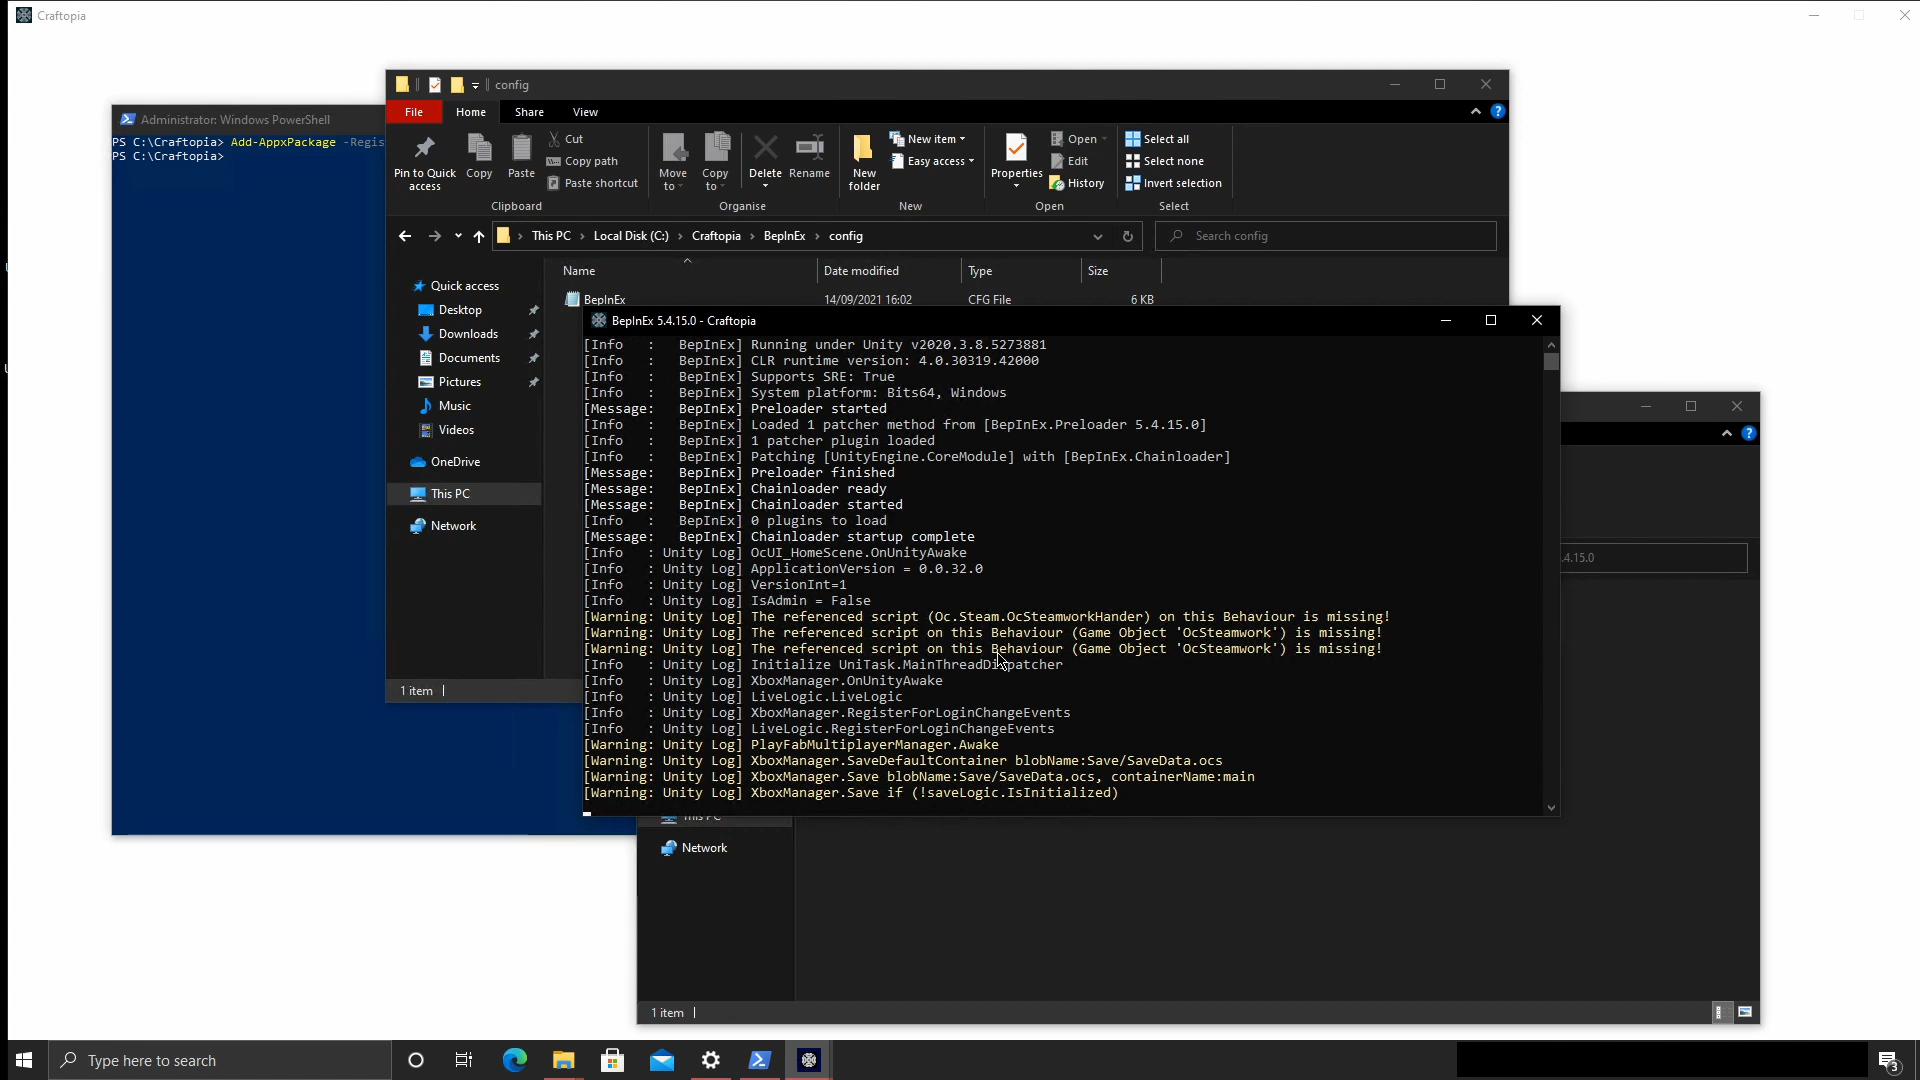 Craftopia
config
File
Home
Share
View
Administrator: Windows PowerShell
PS C:\Craftopia> Add-AppxPackage -Regis
PS C:\Craftopia>
Pin to Quick access
Copy
Paste
Cut
Copy path
Paste shortcut
Clipboard
Move to
Copy to
Delete
Rename
Organise
New folder
New item
Easy access
New
Properties
Open
Edit
History
Open
Select all
Select none
Invert selection
Select
This PC
Local Disk (C:)
Craftopia
BepInEx
config
Search config
Name
Date modified
Type
Size
BepInEx
14/09/2021 16:02
CFG File
6 KB
Quick access
Desktop
Downloads
Documents
Pictures
Music
Videos
OneDrive
This PC
Network
1 item
BepInEx 5.4.15.0 - Craftopia
[Info   :   BepInEx] Running under Unity v2020.3.8.5273881
[Info   :   BepInEx] CLR runtime version: 4.0.30319.42000
[Info   :   BepInEx] Supports SRE: True
[Info   :   BepInEx] System platform: Bits64, Windows
[Message:   BepInEx] Preloader started
[Info   :   BepInEx] Loaded 1 patcher method from [BepInEx.Preloader 5.4.15.0]
[Info   :   BepInEx] 1 patcher plugin loaded
[Info   :   BepInEx] Patching [UnityEngine.CoreModule] with [BepInEx.Chainloader]
[Message:   BepInEx] Preloader finished
[Message:   BepInEx] Chainloader ready
[Message:   BepInEx] Chainloader started
[Info   :   BepInEx] 0 plugins to load
[Message:   BepInEx] Chainloader startup complete
[Info   : Unity Log] OcUI_HomeScene.OnUnityAwake
[Info   : Unity Log] ApplicationVersion = 0.0.32.0
[Info   : Unity Log] VersionInt=1
[Info   : Unity Log] IsAdmin = False
[Warning: Unity Log] The referenced script (Oc.Steam.OcSteamworkHander) on this Behaviour is missing!
[Warning: Unity Log] The referenced script on this Behaviour (Game Object 'OcSteamwork') is missing!
[Warning: Unity Log] The referenced script on this Behaviour (Game Object 'OcSteamwork') is missing!
[Info   : Unity Log] Initialize UniTask.MainThreadDispatcher
[Info   : Unity Log] XboxManager.OnUnityAwake
[Info   : Unity Log] LiveLogic.LiveLogic
[Info   : Unity Log] XboxManager.RegisterForLoginChangeEvents
[Info   : Unity Log] LiveLogic.RegisterForLoginChangeEvents
[Warning: Unity Log] PlayFabMultiplayerManager.Awake
[Warning: Unity Log] XboxManager.SaveDefaultContainer blobName:Save/SaveData.ocs
[Warning: Unity Log] XboxManager.Save blobName:Save/SaveData.ocs, containerName:main
[Warning: Unity Log] XboxManager.Save if (!saveLogic.IsInitialized)
.4.15.0
This PC
Network
1 item
Type here to search
3